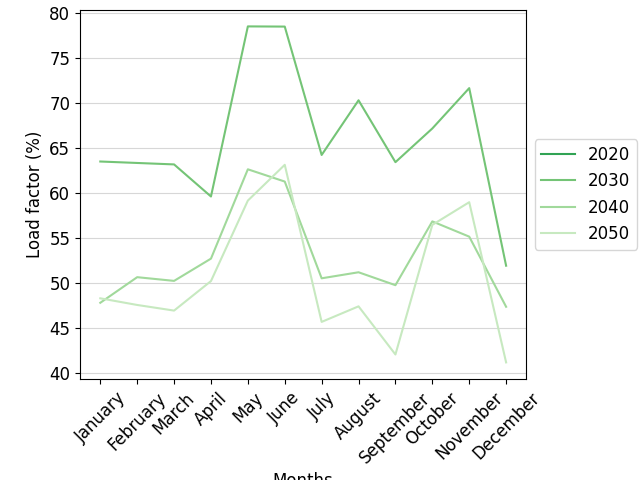 80
75
70
65
60
55
50
45
40
Load factor (%)
January
February
March
April
May
June
July
August
September
October
November
December
Months
2020
2030
2040
2050